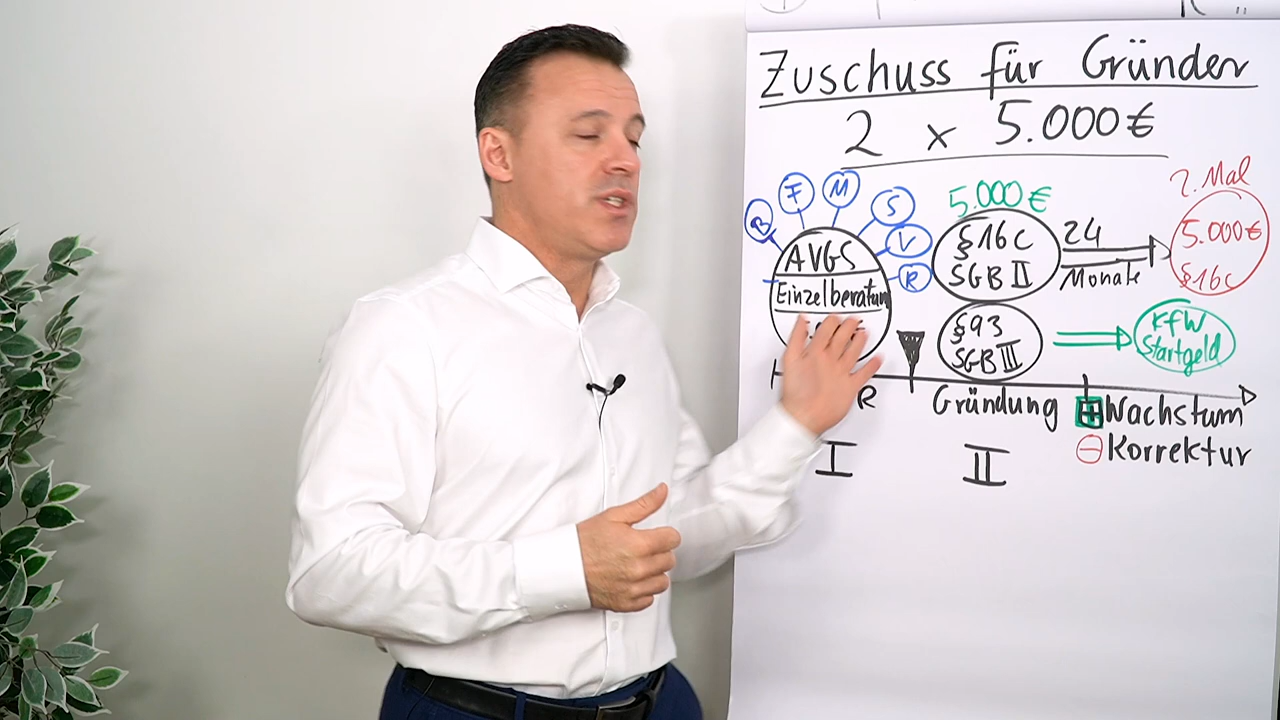 Zuschuss für Gründer
2 x 5.000€
B F M S V R
AVGS
Einzelberatun
5.000€
§16c
SGB II
24
Monate
2. Mal
5.000€
§16c
§93
SGB III
KfW
Startgeld
R
Gründung
+ Wachstum
- Korrektur
I
II